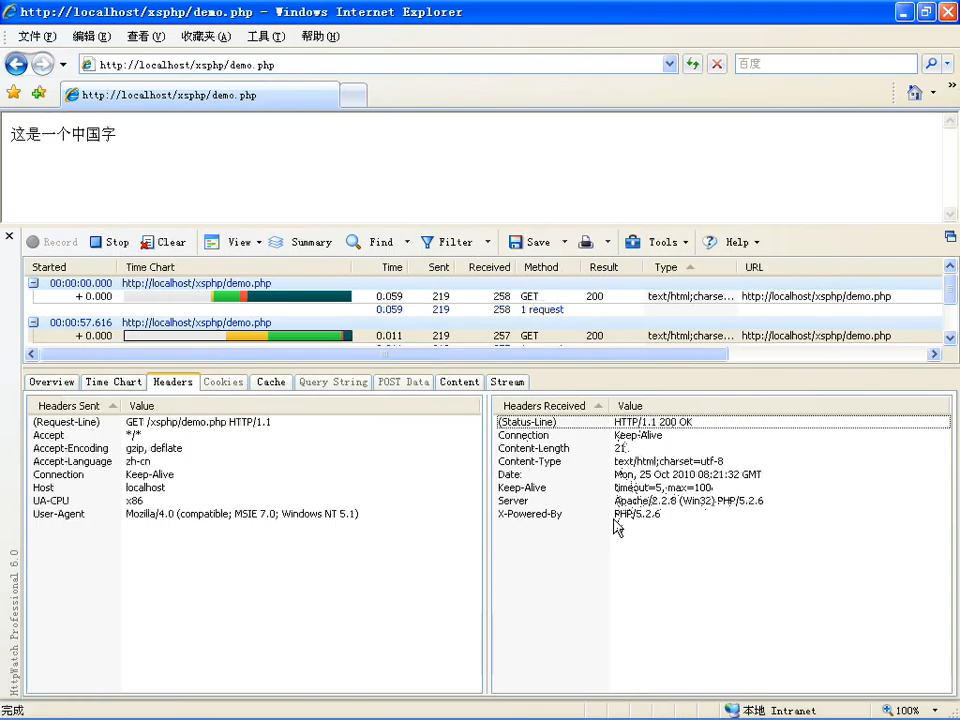 http://localhost/xsphp/demo.php - Windows Internet Explorer
文件(F) 编辑(E) 查看(V) 收藏夹(A) 工具(T) 帮助(H)
http://localhost/xsphp/demo.php 百度
http://localhost/xsphp/demo.php
这是一个中国字
Record Stop Clear View Summary Find Filter Save Tools Help
Started Time Chart Time Sent Received Method Result Type URL
00:00:00.000 http://localhost/xsphp/demo.php
+ 0.000 0.059 219 258 GET 200 text/html;charse... http://localhost/xsphp/demo.php
0.059 219 258 1 request
00:00:57.616 http://localhost/xsphp/demo.php
+ 0.000 0.011 219 257 GET 200 text/html;charse... http://localhost/xsphp/demo.php
Overview Time Chart Headers Cookies Cache Query String POST Data Content Stream
Headers Sent Value
(Request-Line) GET /xsphp/demo.php HTTP/1.1
Accept */*
Accept-Encoding gzip, deflate
Accept-Language zh-cn
Connection Keep-Alive
Host localhost
UA-CPU x86
User-Agent Mozilla/4.0 (compatible; MSIE 7.0; Windows NT 5.1)
Headers Received Value
(Status-Line) HTTP/1.1 200 OK
Connection Keep-Alive
Content-Length 21
Content-Type text/html;charset=utf-8
Date: Mon, 25 Oct 2010 08:21:32 GMT
Keep-Alive timeout=5, max=100
Server Apache/2.2.8 (Win32) PHP/5.2.6
X-Powered-By PHP/5.2.6
HttpWatch Professional 6.0
完成 本地 Intranet 100%